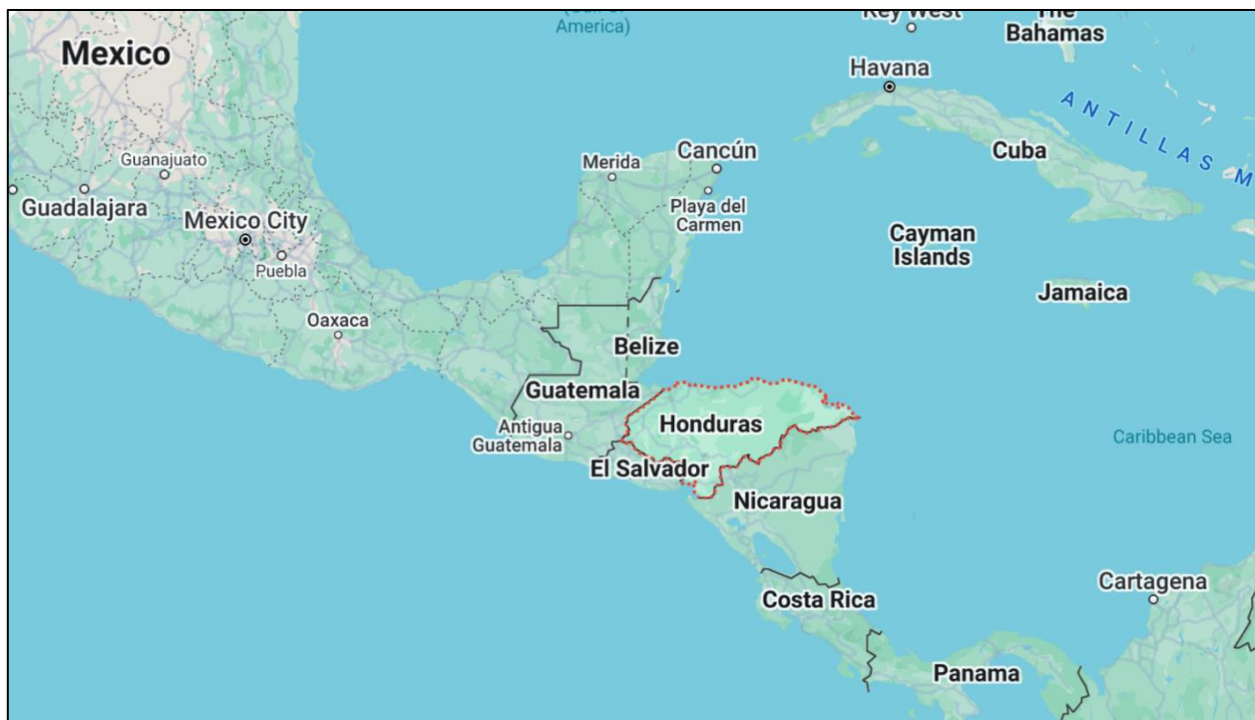 America)
Key West
The
Bahamas
Mexico
Havana
ANTILLAS M
Cuba
Guanajuato
Merida
Cancún
Guadalajara
Playa del
Carmen
Mexico City
Puebla
Cayman
Islands
Jamaica
Oaxaca
Belize
Guatemala
Honduras
Antigua
Guatemala
Caribbean Sea
El Salvador
Nicaragua
Costa Rica
Cartagena
Panama